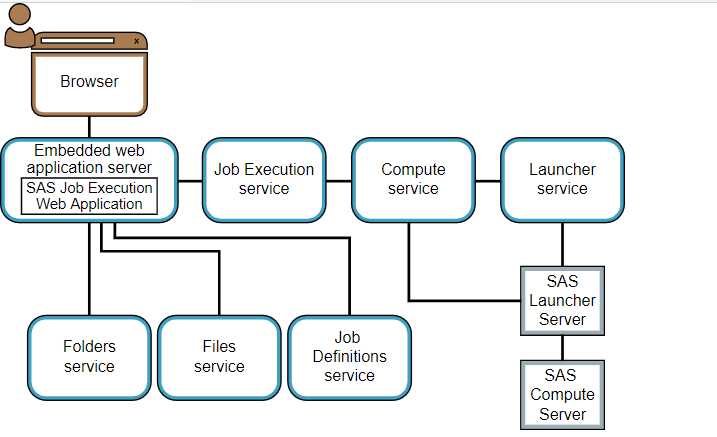 x
Browser
Embedded web
application server
SAS Job Execution
Web Application
Job Execution
service
Compute
service
Launcher
service
SAS
Launcher
Server
Folders
service
Files
service
Job
Definitions
service
SAS
Compute
Server